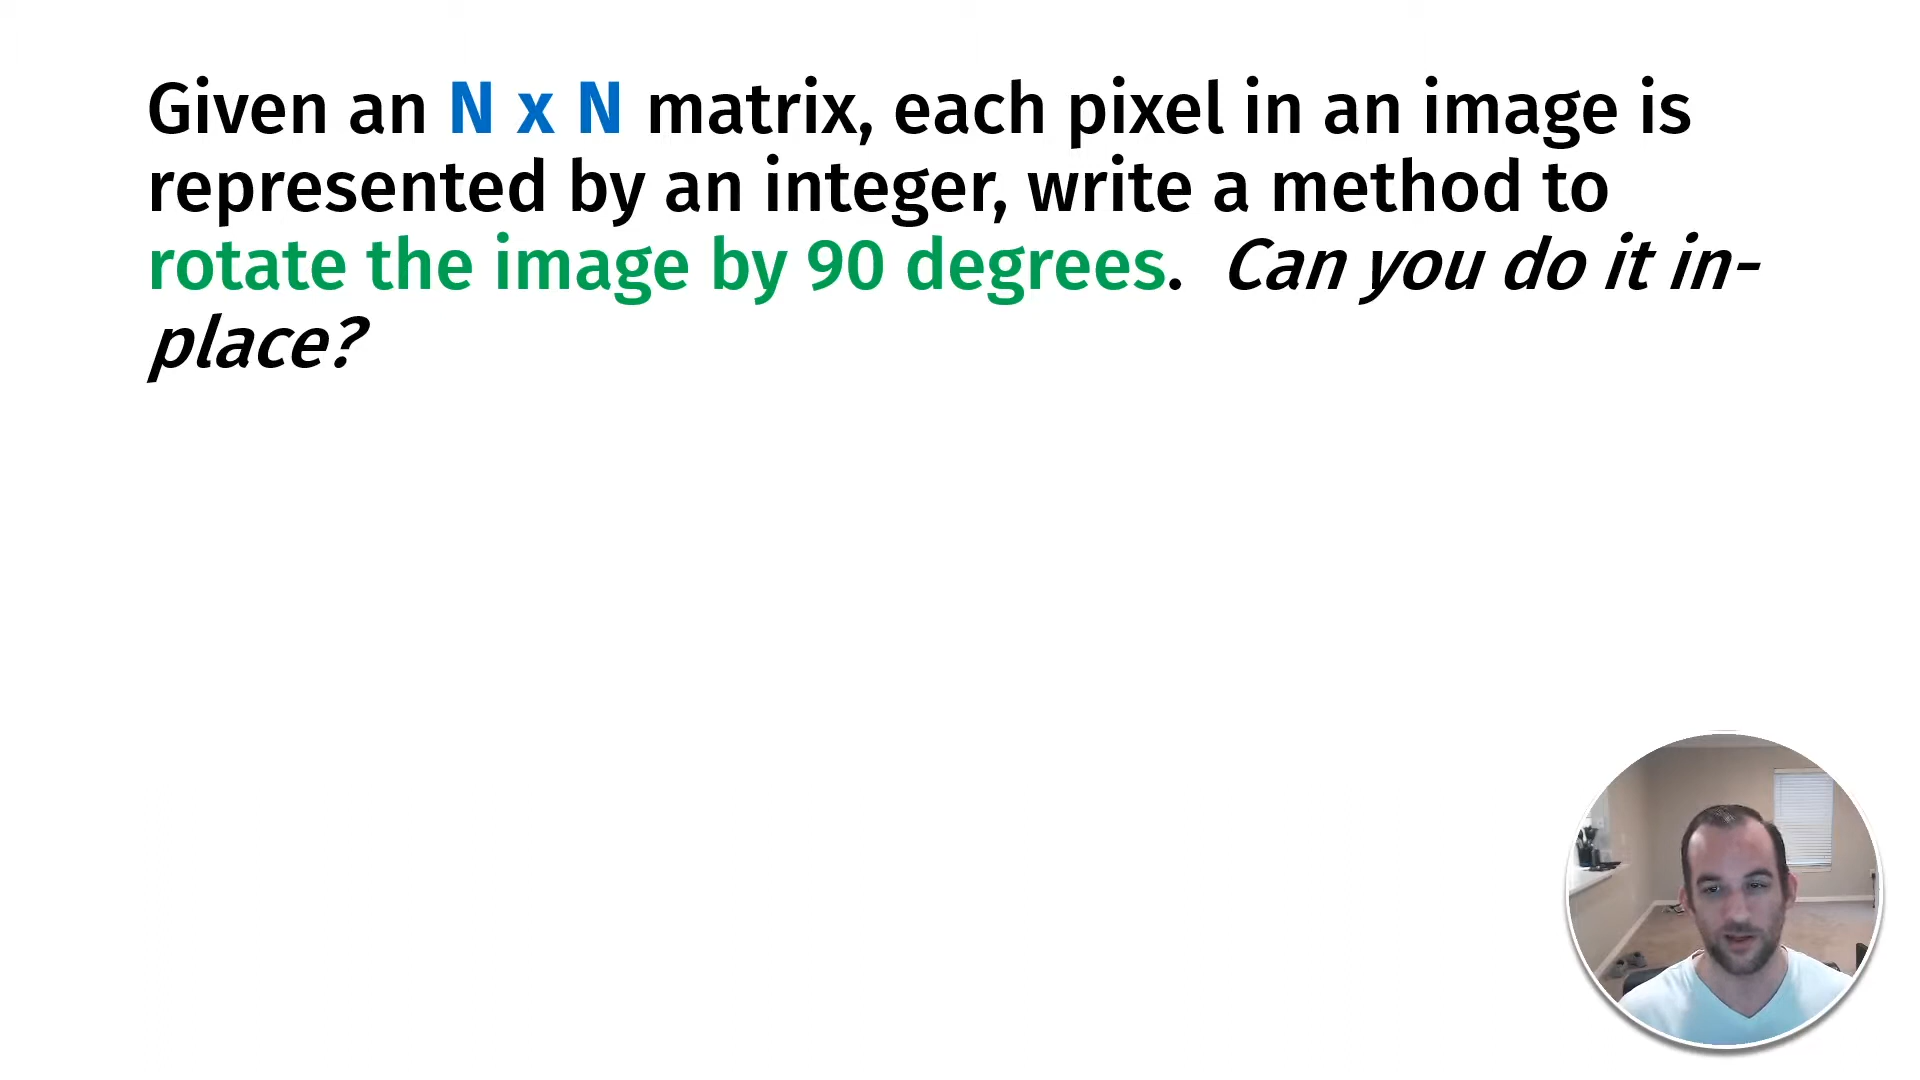 Given an N x N matrix, each pixel in an image is
represented by an integer, write a method to
rotate the image by 90 degrees.  Can you do it in-
place?